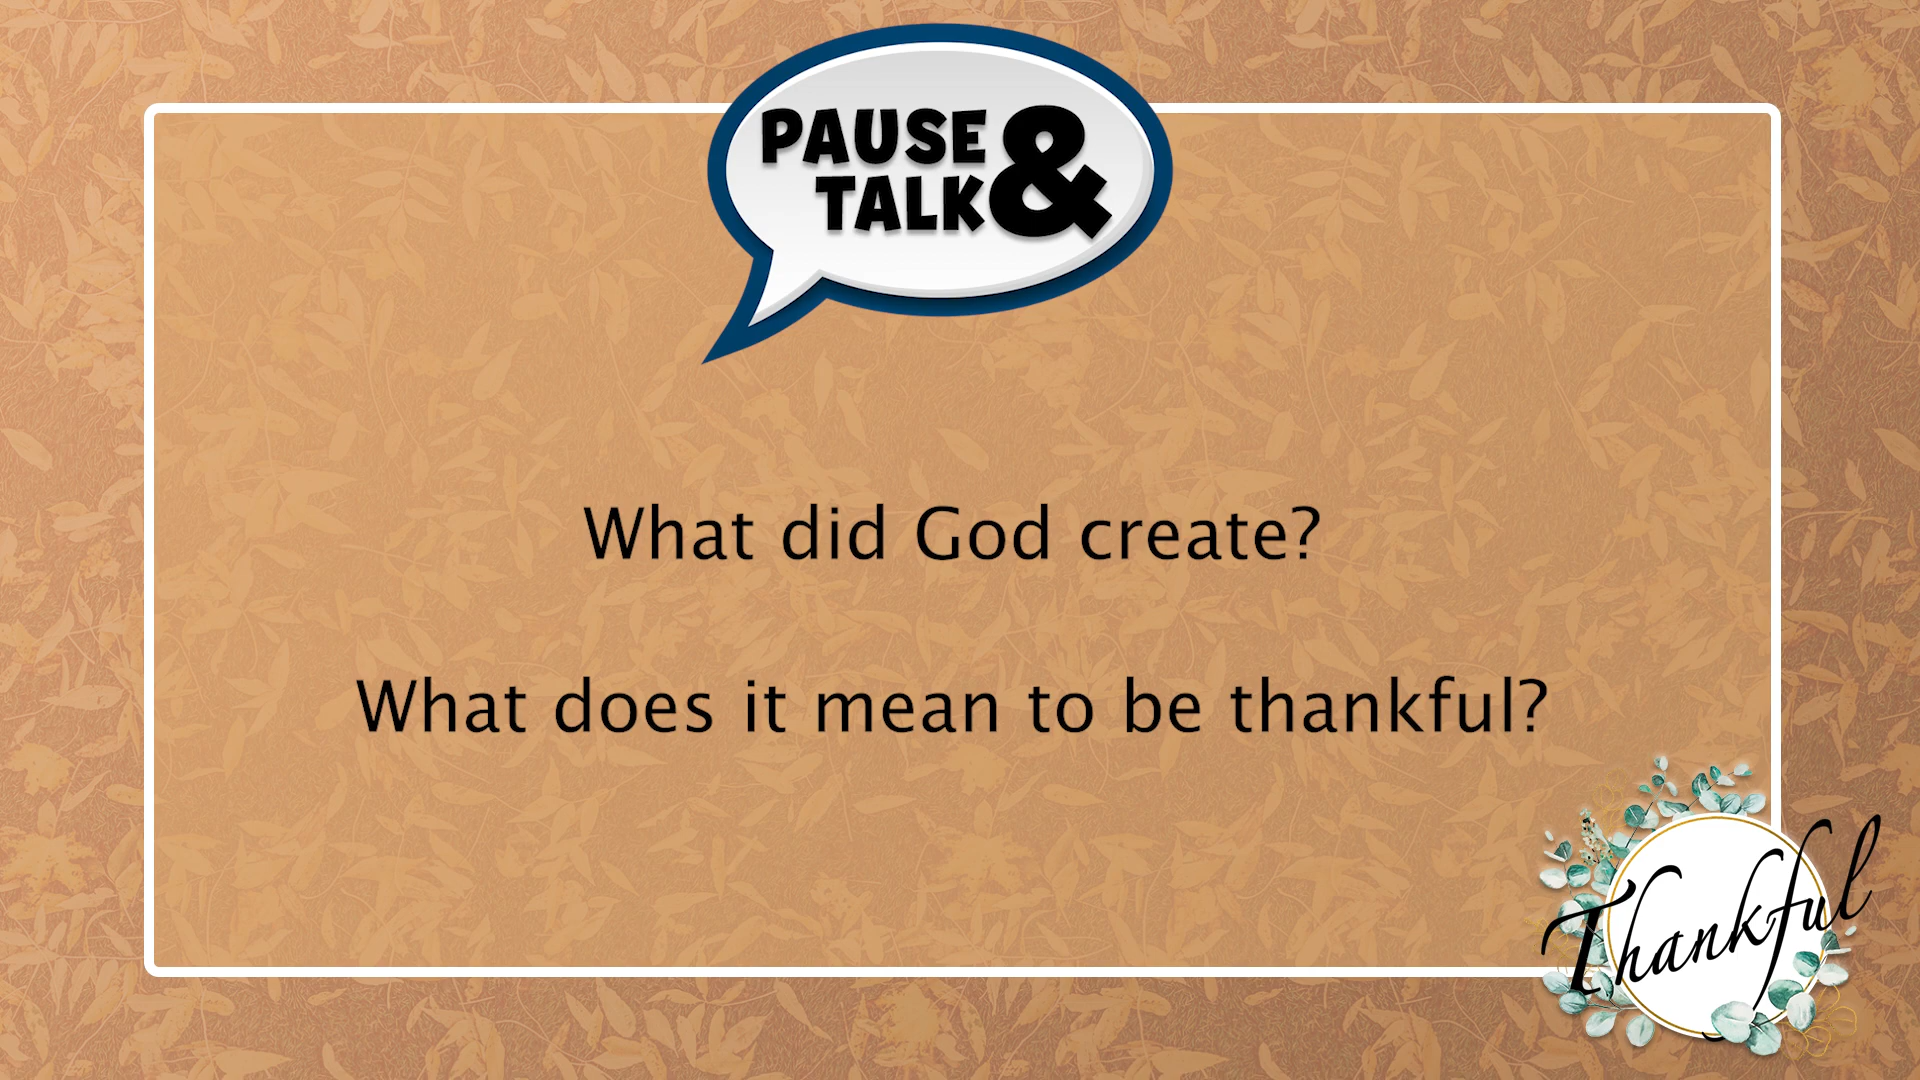 PAUSE &
TALK
What did God create?
What does it mean to be thankful?
Thankful